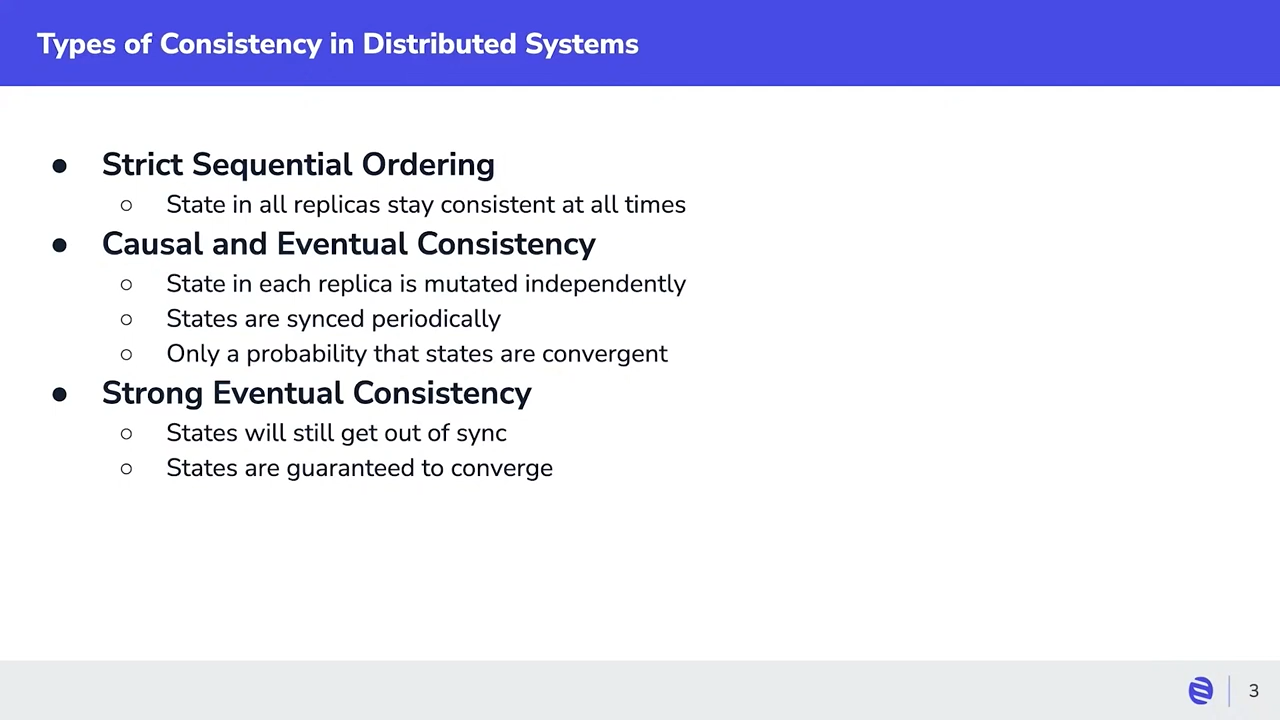 Types of Consistency in Distributed Systems
● Strict Sequential Ordering
○ State in all replicas stay consistent at all times
● Causal and Eventual Consistency
○ State in each replica is mutated independently
○ States are synced periodically
○ Only a probability that states are convergent
● Strong Eventual Consistency
○ States will still get out of sync
○ States are guaranteed to converge
3